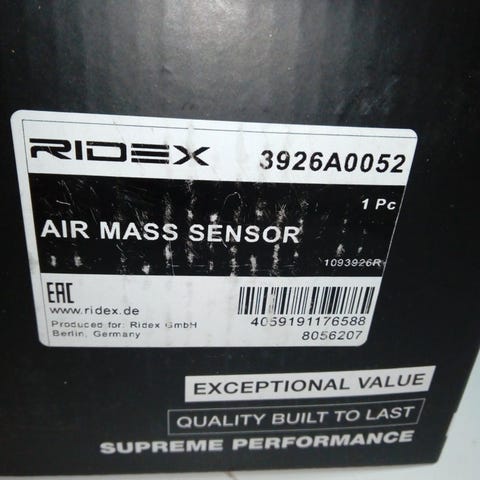 RIDEX 3926A0052
1 Pc
AIR MASS SENSOR
1093926R
EAC
www.ridex.de
Produced for: Ridex GmbH
Berlin, Germany
4059191176588
8056207
EXCEPTIONAL VALUE
QUALITY BUILT TO LAST
SUPREME PERFORMANCE